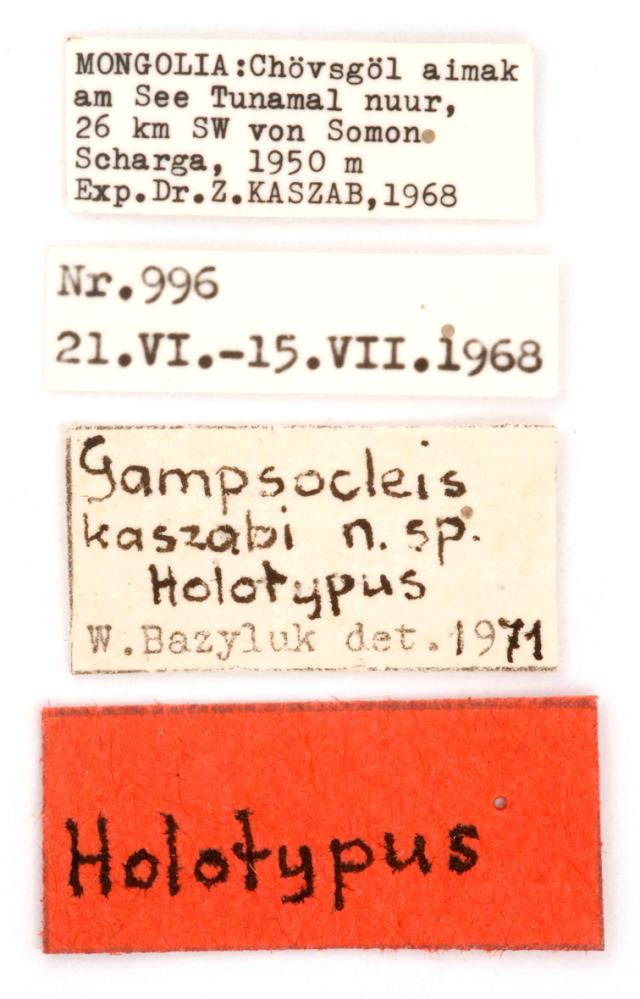 MONGOLIA:Chövsgöl aimak
am See Tunamal nuur,
26 km SW von Somon
Scharga, 1950 m
Exp.Dr.Z.KASZAB,1968
Nr.996
21.VI.-15.VII.1968
Gampsocleis
kaszabi n. sp.
Holotypus
W.Bazyluk det.1971
Holotypus